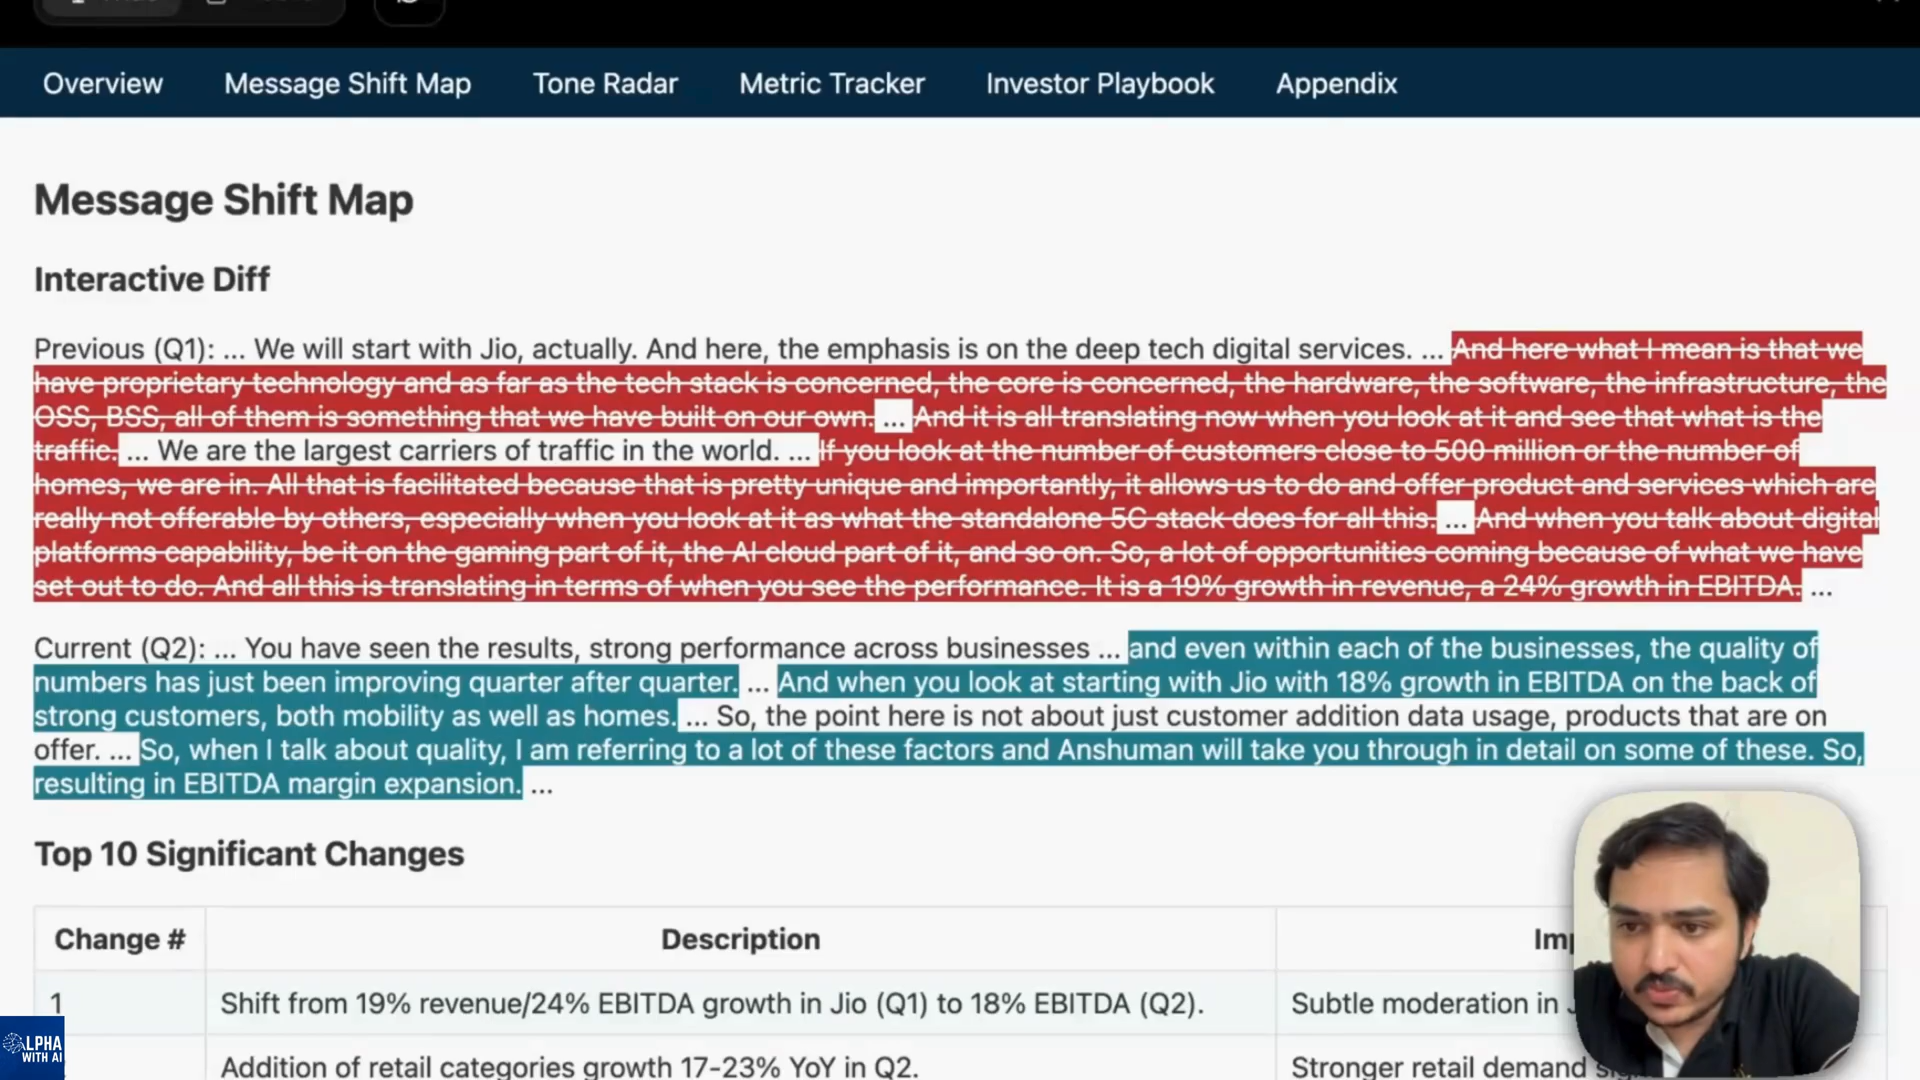 Overview Message Shift Map Tone Radar Metric Tracker Investor Playbook Appendix
Message Shift Map
Interactive Diff
Previous (Q1): ... We will start with Jio, actually. And here, the emphasis is on the deep tech digital services. ... And here what I mean is that we
have proprietary technology and as far as the tech stack is concerned, the core is concerned, the hardware, the software, the infrastructure, the
OSS, BSS, all of them is something that we have built on our own. ... And it is all translating now when you look at it and see that what is the
traffic. ... We are the largest carriers of traffic in the world. ... If you look at the number of customers close to 500 million or the number of
homes, we are in. All that is facilitated because that is pretty unique and importantly, it allows us to do and offer product and services which are
really not offerable by others, especially when you look at it as what the standalone 5G stack does for all this. ... And when you talk about digital
platforms capability, be it on the gaming part of it, the AI cloud part of it, and so on. So, a lot of opportunities coming because of what we have
set out to do. And all this is translating in terms of when you see the performance. It is a 19% growth in revenue, a 24% growth in EBITDA. ...
Current (Q2): ... You have seen the results, strong performance across businesses ... and even within each of the businesses, the quality of
numbers has just been improving quarter after quarter. ... And when you look at starting with Jio with 18% growth in EBITDA on the back of
strong customers, both mobility as well as homes. ... So, the point here is not about just customer addition data usage, products that are on
offer. ... So, when I talk about quality, I am referring to a lot of these factors and Anshuman will take you through in detail on some of these. So,
resulting in EBITDA margin expansion. ...
Top 10 Significant Changes
Change # Description
1 Shift from 19% revenue/24% EBITDA growth in Jio (Q1) to 18% EBITDA (Q2). Subtle moderation in
Addition of retail categories growth 17-23% YoY in Q2. Stronger retail demand
ALPHA
WITH AI